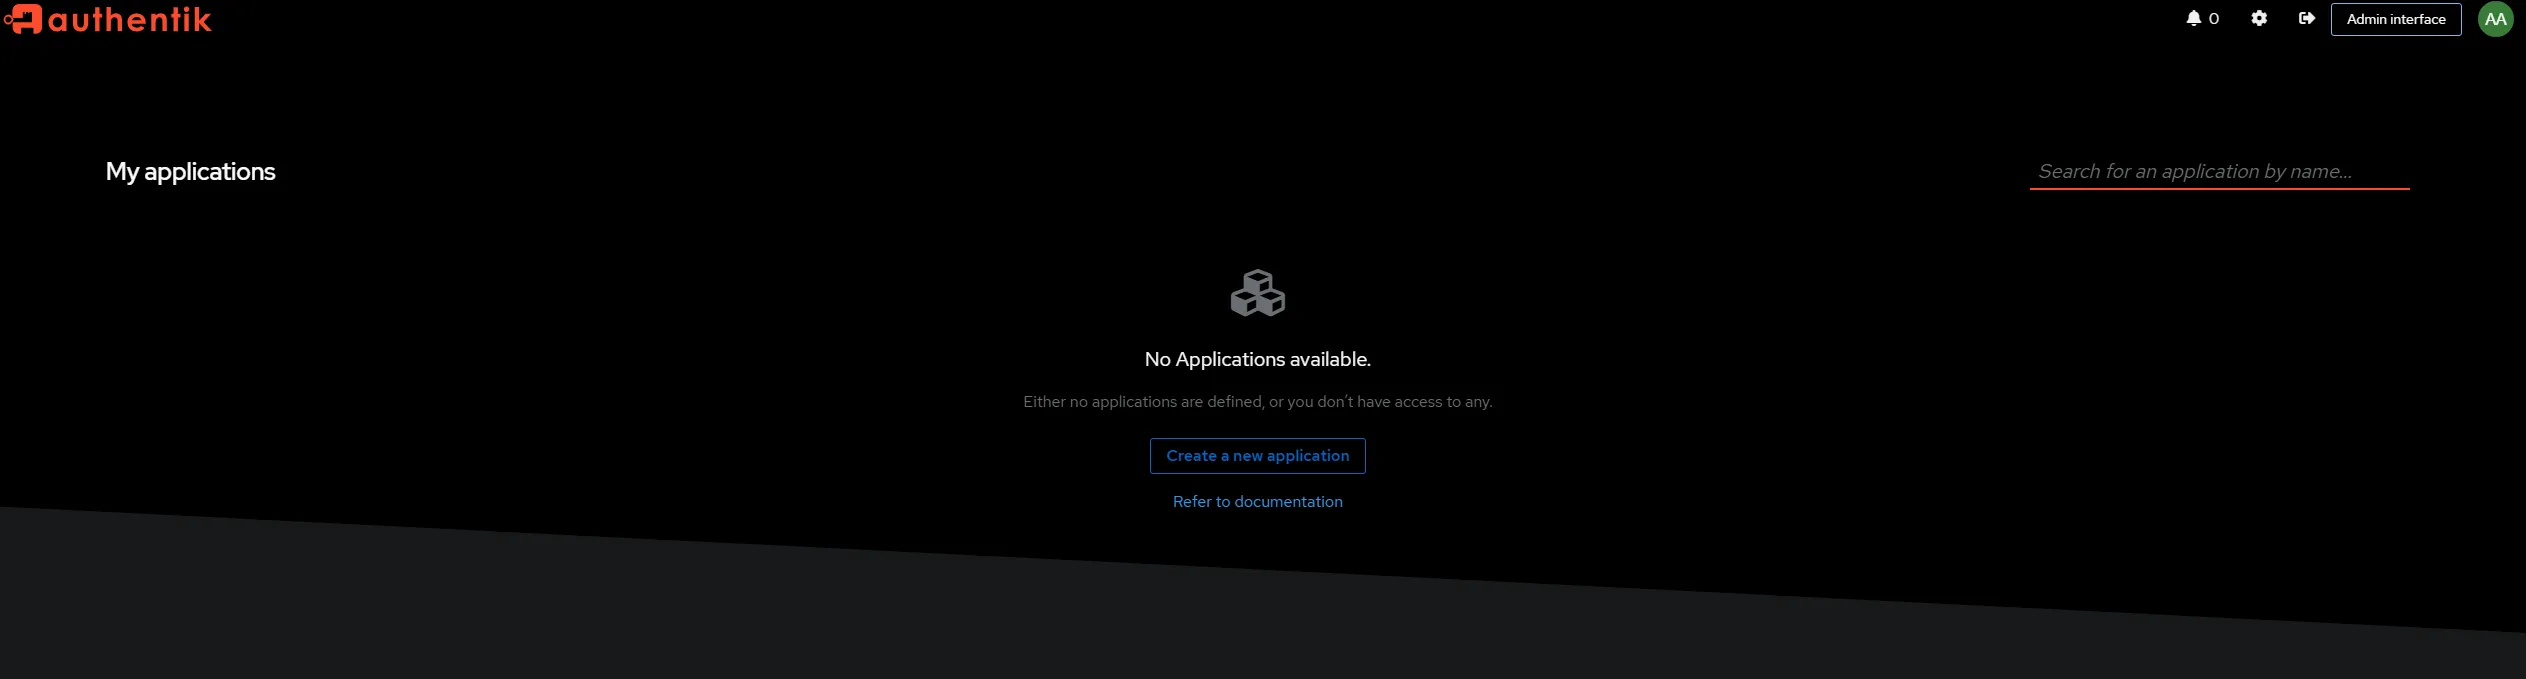 authentik
0
Admin interface
AA
My applications
Search for an application by name...
No Applications available.
Either no applications are defined, or you don’t have access to any.
Create a new application
Refer to documentation